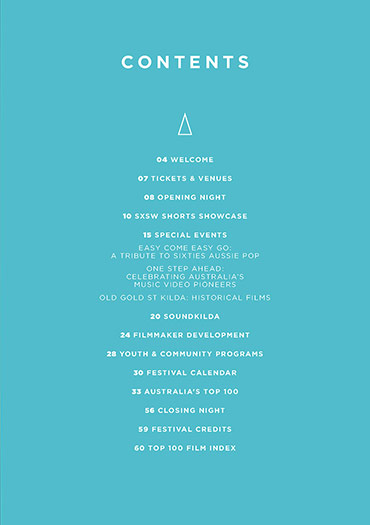 CONTENTS
04 WELCOME
07 TICKETS & VENUES
08 OPENING NIGHT
10 SXSW SHORTS SHOWCASE
15 SPECIAL EVENTS
EASY COME EASY GO:
A TRIBUTE TO SIXTIES AUSSIE POP
ONE STEP AHEAD:
CELEBRATING AUSTRALIA'S
MUSIC VIDEO PIONEERS
OLD GOLD ST KILDA: HISTORICAL FILMS
20 SOUNDKILDA
24 FILMMAKER DEVELOPMENT
28 YOUTH & COMMUNITY PROGRAMS
30 FESTIVAL CALENDAR
33 AUSTRALIA'S TOP 100
56 CLOSING NIGHT
59 FESTIVAL CREDITS
60 TOP 100 FILM INDEX